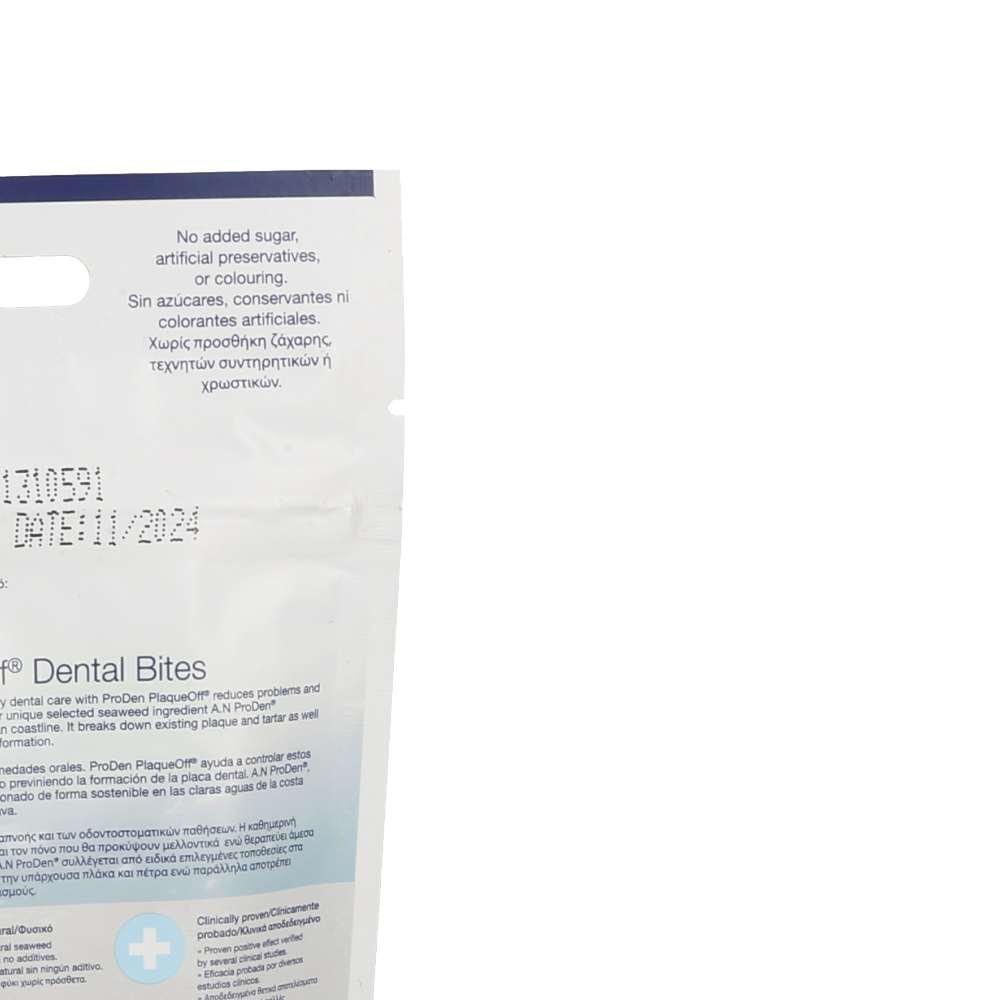 No added sugar,
artificial preservatives,
or colouring.
Sin azúcares, conservantes ni
colorantes artificiales.
Χωρίς προσθήκη ζάχαρης,
τεχνητών συντηρητικών ή
χρωστικών.
1310591
DATE:11/2024
ό:
f® Dental Bites
y dental care with ProDen PlaqueOff® reduces problems and
r unique selected seaweed ingredient A.N ProDen®
n coastline. It breaks down existing plaque and tartar as well
formation.
medades orales. ProDen PlaqueOff® ayuda a controlar estos
o previniendo la formación de la placa dental. A.N ProDen®,
onado de forma sostenible en las claras aguas de la costa
va.
απνοής και των οδοντοστοματικών παθήσεων. Η καθημερινή
αι τον πόνο που θα προκύψουν μελλοντικά ενώ θεραπεύει άμεσα
A.N ProDen® συλλέγεται από ειδικά επιλεγμένες τοποθεσίες στα
την υπάρχουσα πλάκα και πέτρα ενώ παράλληλα αποτρέπει
ισμούς.
ral/Φυσικό
ral seaweed
no additives.
atural sin ningún aditivo.
φύκι χωρίς πρόσθετα.
Clinically proven/Clínicamente
probado/Κλινικά αποδεδειγμένο
• Proven positive effect verified
by several clinical studies.
• Eficacia probada por diversos
estudios clínicos.
• Αποδεδειγμένα θετικά αποτελέσματα